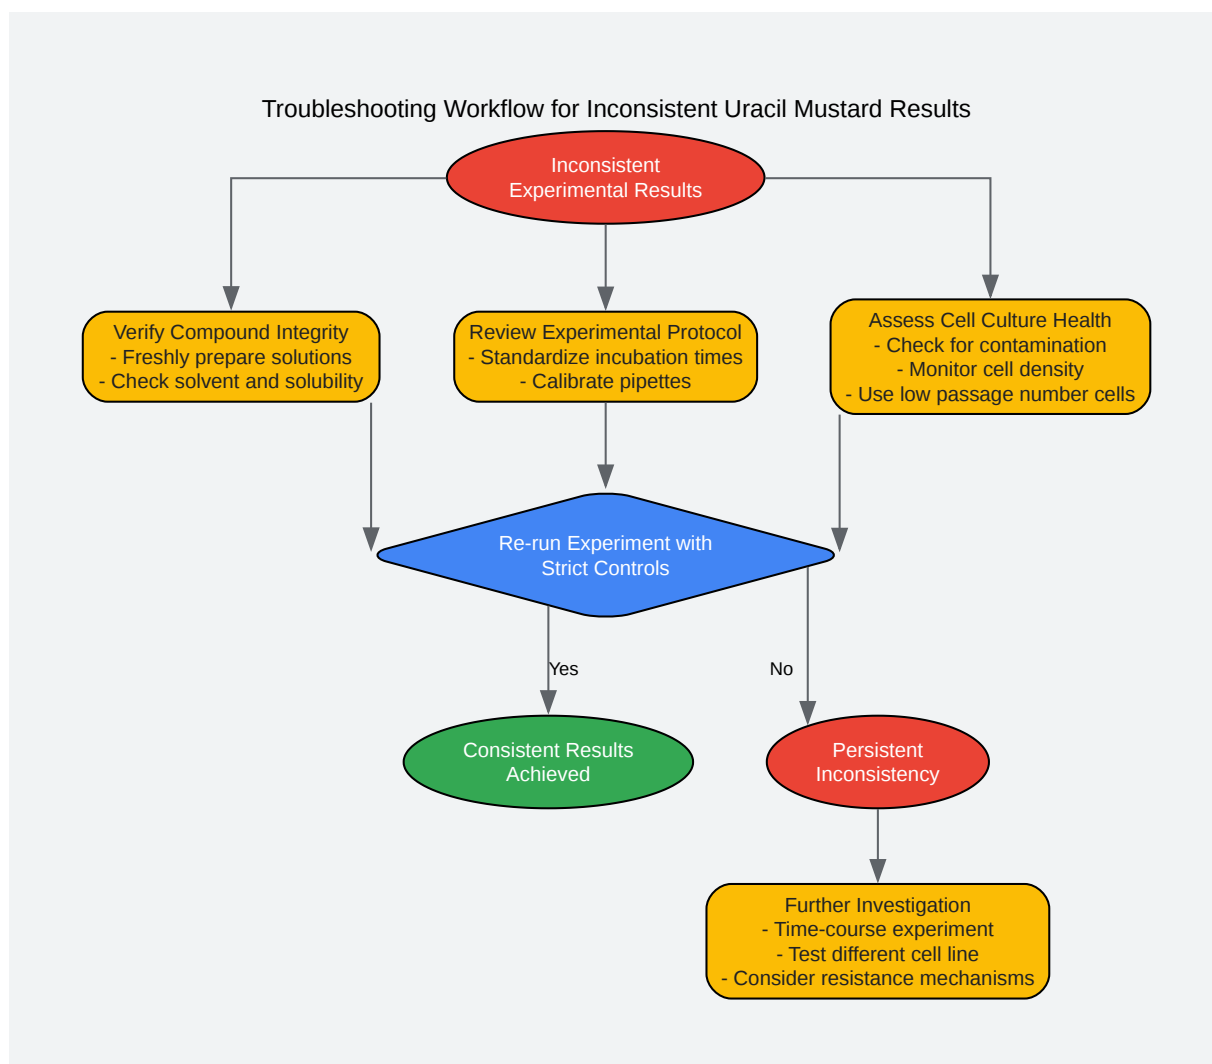 Troubleshooting Workflow for Inconsistent Uracil Mustard Results
Inconsistent
Experimental Results
Verify Compound Integrity
- Freshly prepare solutions
- Check solvent and solubility
Review Experimental Protocol
- Standardize incubation times
- Calibrate pipettes
Assess Cell Culture Health
- Check for contamination
- Monitor cell density
- Use low passage number cells
Re-run Experiment with
Strict Controls
Yes
No
Consistent Results
Achieved
Persistent
Inconsistency
Further Investigation
- Time-course experiment
- Test different cell line
- Consider resistance mechanisms